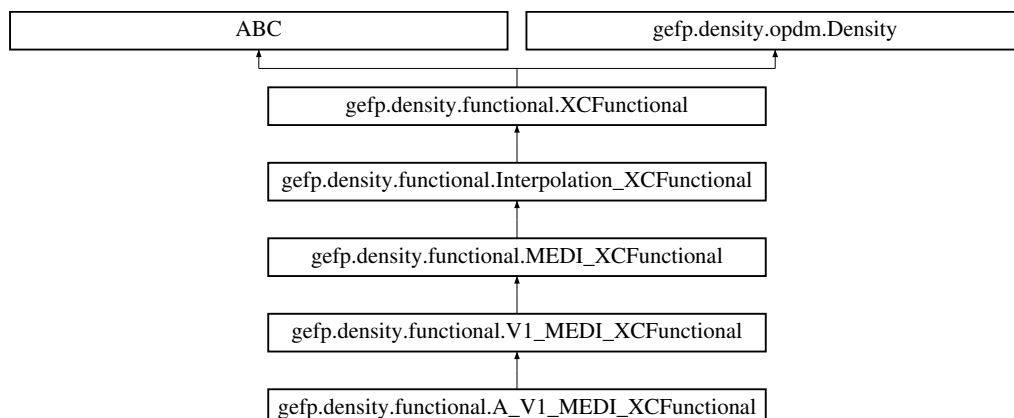 ABC
gefp.density.opdm.Density
gefp.density.functional.XCFunctional
gefp.density.functional.Interpolation_XCFunctional
gefp.density.functional.MEDI_XCFunctional
gefp.density.functional.V1_MEDI_XCFunctional
gefp.density.functional.A_V1_MEDI_XCFunctional